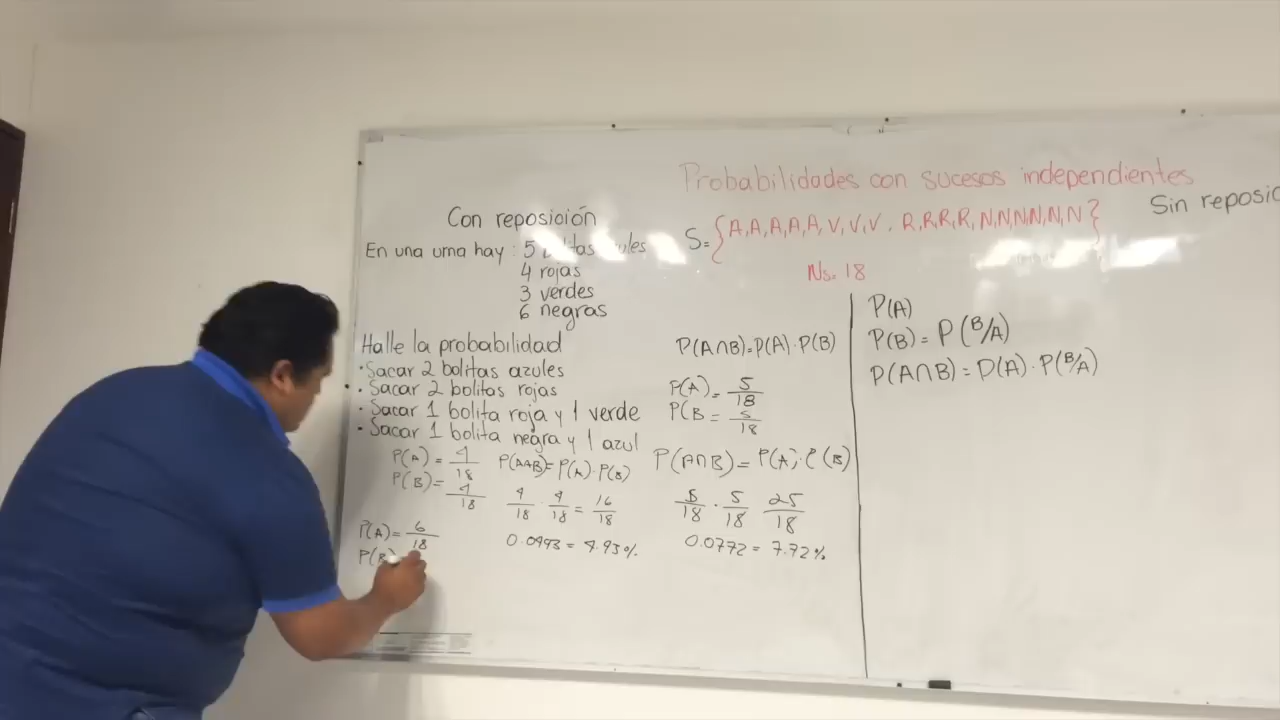 Probabilidades con sucesos independientes
Con reposición
En una urna hay : 5 bolitas azules
4 rojas
3 verdes
6 negras
S= {A,A,A,A,A,V,V,V. R,R,R,R,N,N,N,N,N,N}
Ns= 18
Sin reposic
Halle la probabilidad
• Sacar 2 bolitas azules
• Sacar 2 bolitas rojas
• Sacar 1 bolita roja y 1 verde
• Sacar 1 bolita negra y 1 azul
P(A∩B)=P(A)·P(B)
P(A)= 5/18
P(B = 5/18
P(A∩B)=P(A)·P(B)
5/18 · 5/18 25/18
0.0772= 7.72%
P(A)= 4/18
P(B)= 4/18
P(A∩B)=P(A)·P(B)
4/18 · 4/18 = 16/18
0.0493= 4.93%
P(A)= 6/18
P(B)
P(A)
P(B)= P(B/A)
P(A∩B)= P(A)·P(B/A)